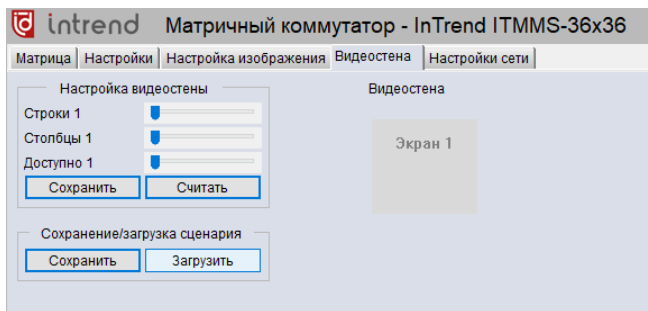 intrend Матричный коммутатор - InTrend ITMMS-36x36
Матрица Настройки Настройка изображения Видеостена Настройки сети
Настройка видеостены
Видеостена
Строки 1
Столбцы 1
Экран 1
Доступно 1
Сохранить Считать
Сохранение/загрузка сценария
Сохранить Загрузить